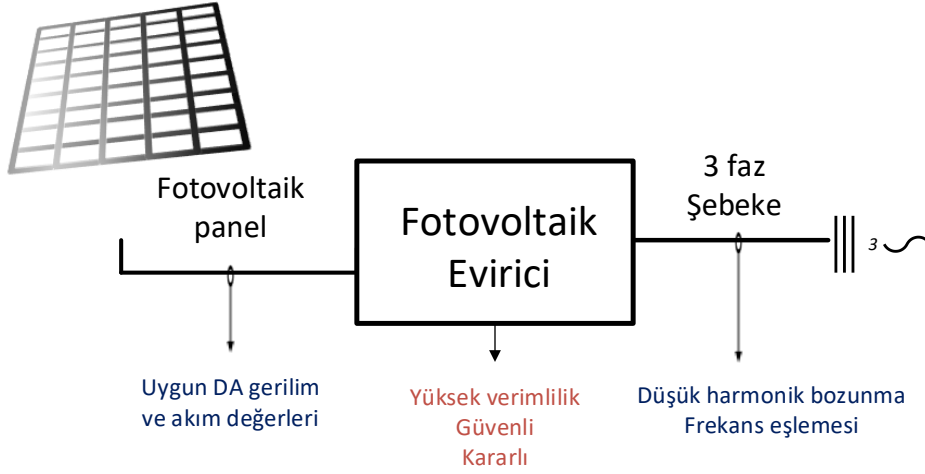 Fotovoltaik
panel
Fotovoltaik
Evirici
3 faz
Şebeke
3
Uygun DA gerilim
ve akım değerleri
Yüksek verimlilik
Güvenli
Kararlı
Düşük harmonik bozunma
Frekans eşlemesi